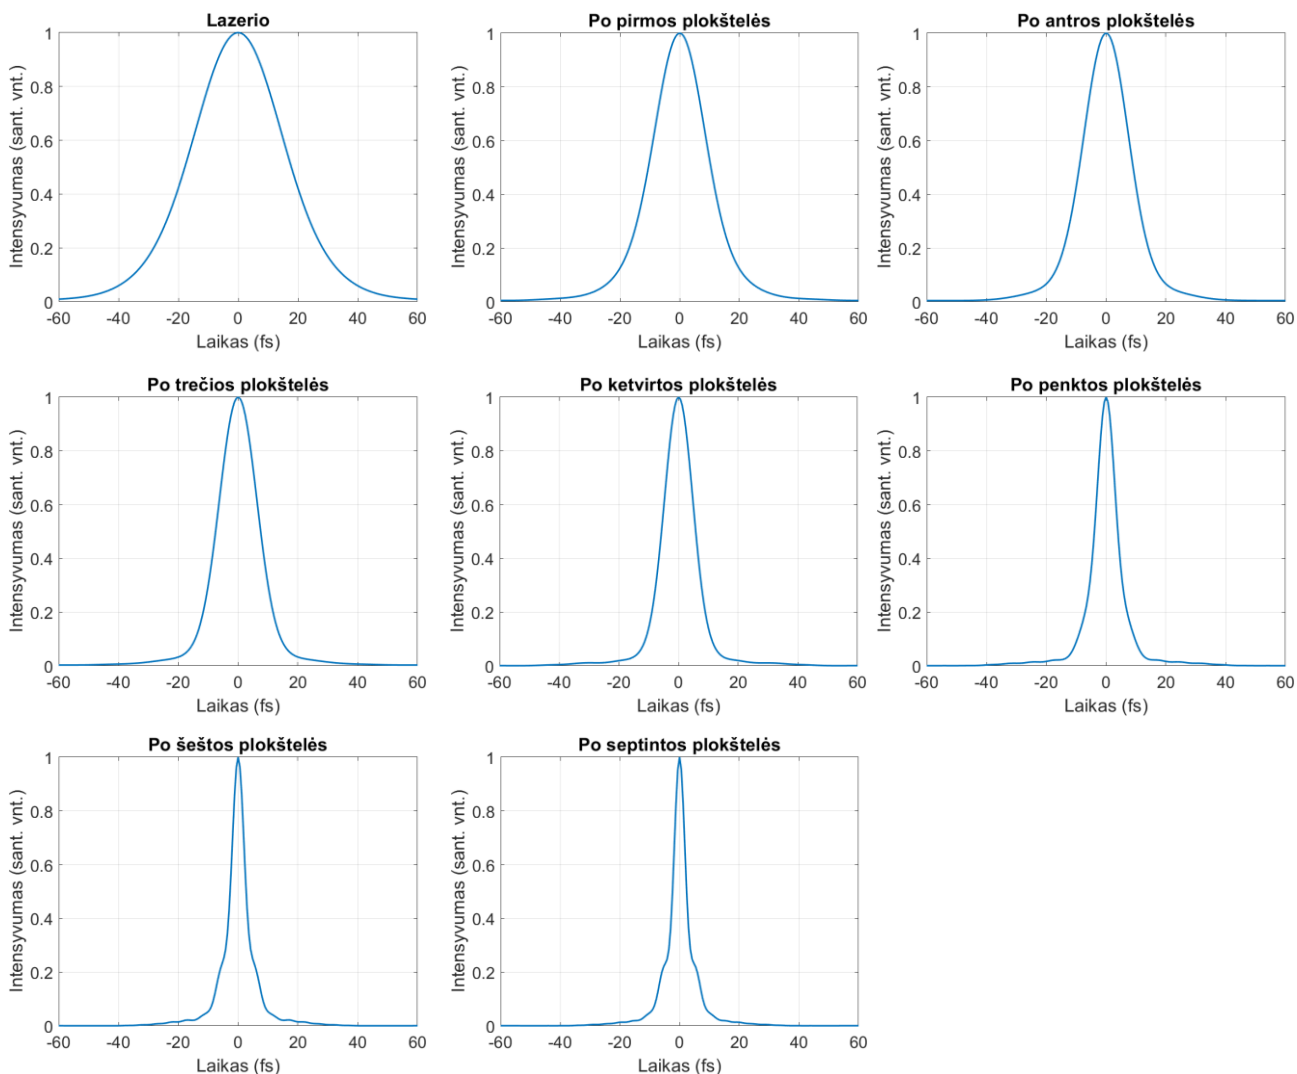 Lazerio
Intensyvumas (sant. vnt.)
1
0.8
0.6
0.4
0.2
0
-60 -40 -20 0 20 40 60
Laikas (fs)
Po pirmos plokštelės
Intensyvumas (sant. vnt.)
1
0.8
0.6
0.4
0.2
0
-60 -40 -20 0 20 40 60
Laikas (fs)
Po antros plokštelės
Intensyvumas (sant. vnt.)
1
0.8
0.6
0.4
0.2
0
-60 -40 -20 0 20 40 60
Laikas (fs)
Po trečios plokštelės
Intensyvumas (sant. vnt.)
1
0.8
0.6
0.4
0.2
0
-60 -40 -20 0 20 40 60
Laikas (fs)
Po ketvirtos plokštelės
Intensyvumas (sant. vnt.)
1
0.8
0.6
0.4
0.2
0
-60 -40 -20 0 20 40 60
Laikas (fs)
Po penktos plokštelės
Intensyvumas (sant. vnt.)
1
0.8
0.6
0.4
0.2
0
-60 -40 -20 0 20 40 60
Laikas (fs)
Po šeštos plokštelės
Intensyvumas (sant. vnt.)
1
0.8
0.6
0.4
0.2
0
-60 -40 -20 0 20 40 60
Laikas (fs)
Po septintos plokštelės
Intensyvumas (sant. vnt.)
1
0.8
0.6
0.4
0.2
0
-60 -40 -20 0 20 40 60
Laikas (fs)